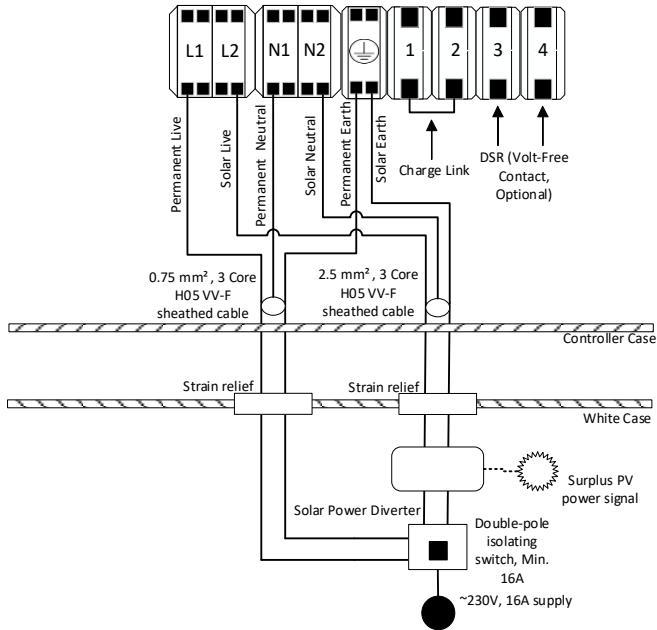 L1 L2 N1 N2 1 2 3 4
Permanent Live
Solar Live
Permanent Neutral
Solar Neutral
Permanent Earth
Solar Earth
Charge Link
DSR (Volt-Free
Contact,
Optional)
0.75 mm² , 3 Core
H05 VV-F
sheathed cable
2.5 mm² , 3 Core
H05 VV-F
sheathed cable
Controller Case
Strain relief
Strain relief
White Case
Surplus PV
power signal
Solar Power Diverter
Double-pole
isolating
switch, Min.
16A
~230V, 16A supply